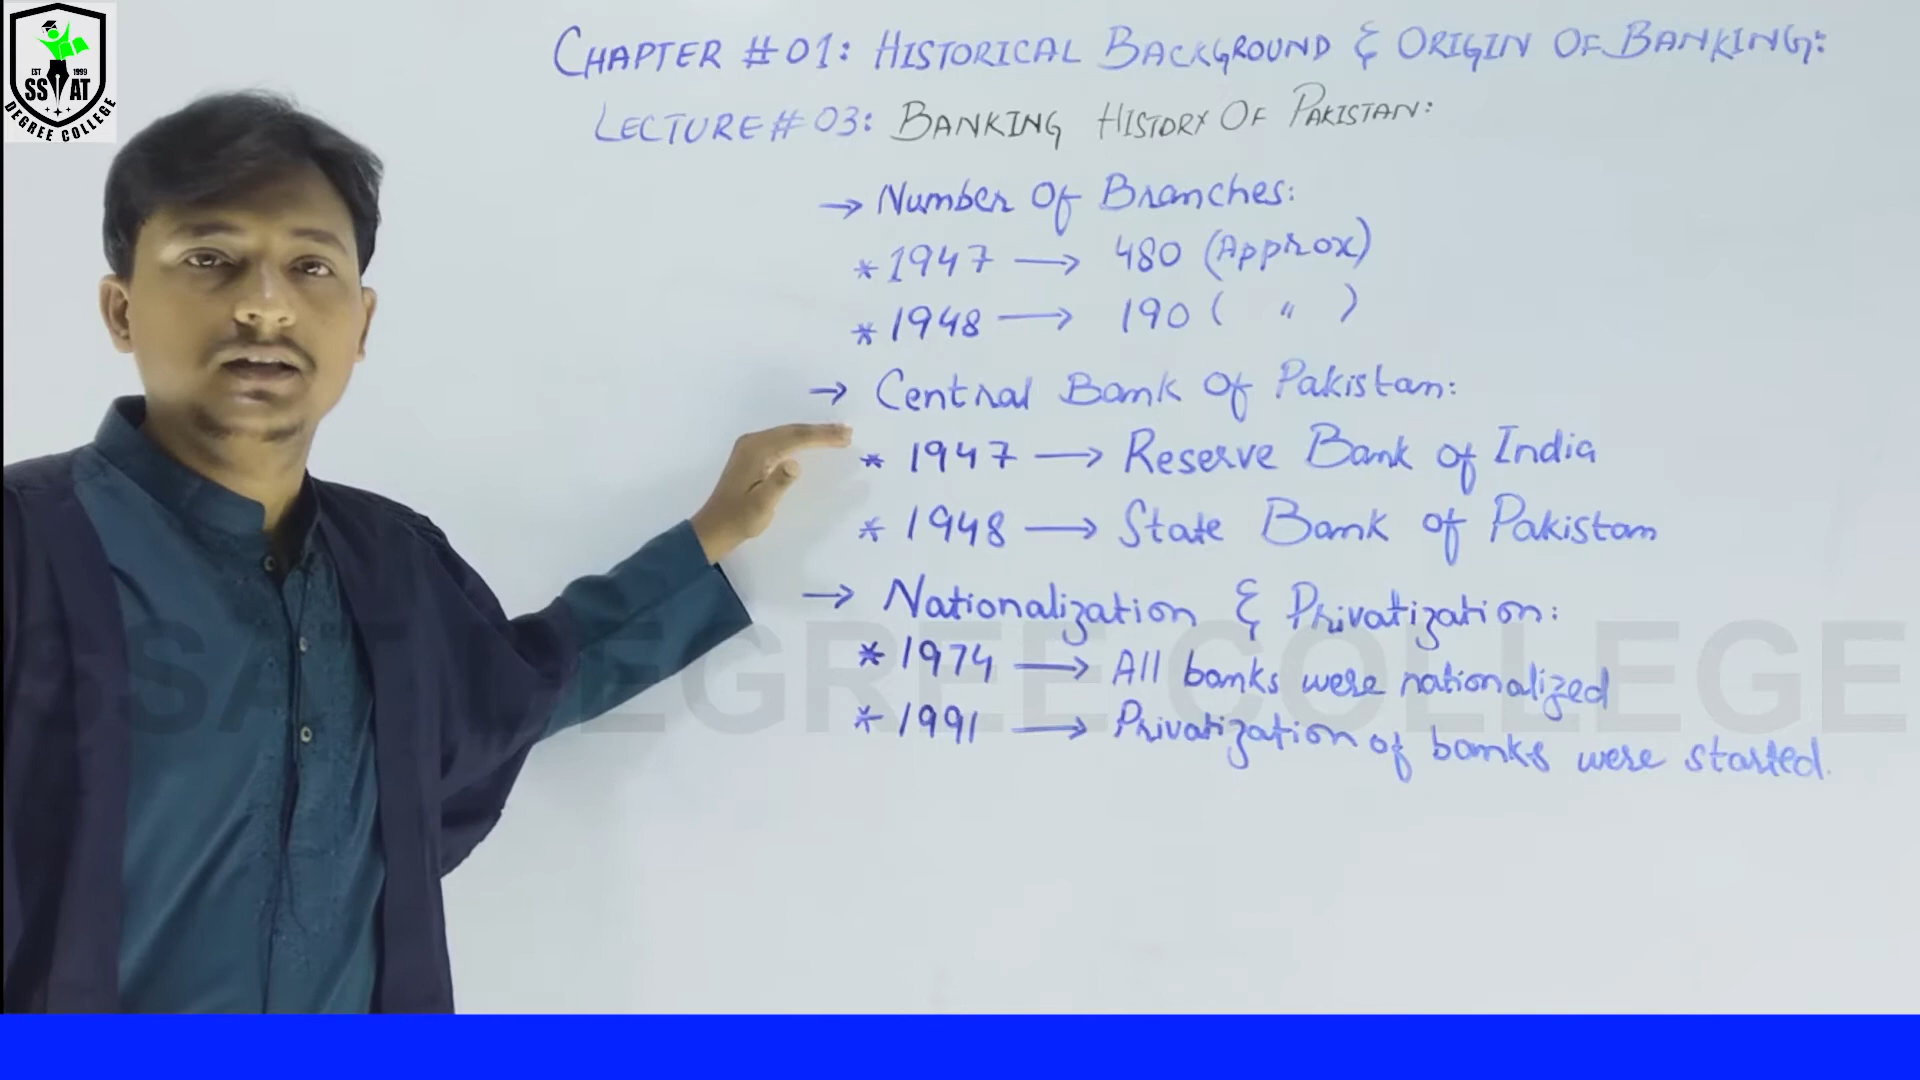 EST 1999
SSAT
DEGREE COLLEGE
CHAPTER # 01: HISTORICAL BACKGROUND & ORIGIN OF BANKING:
LECTURE # 03: BANKING HISTORY OF PAKISTAN:
→ Number Of Branches:
* 1947 → 480 (Approx)
* 1948 → 190 ( " )
→ Central Bank Of Pakistan:
* 1947 → Reserve Bank of India
* 1948 → State Bank of Pakistan
→ Nationalization & Privatization:
* 1974 → All banks were nationalized
* 1991 → Privatization of banks were started.
SSAT DEGREE COLLEGE